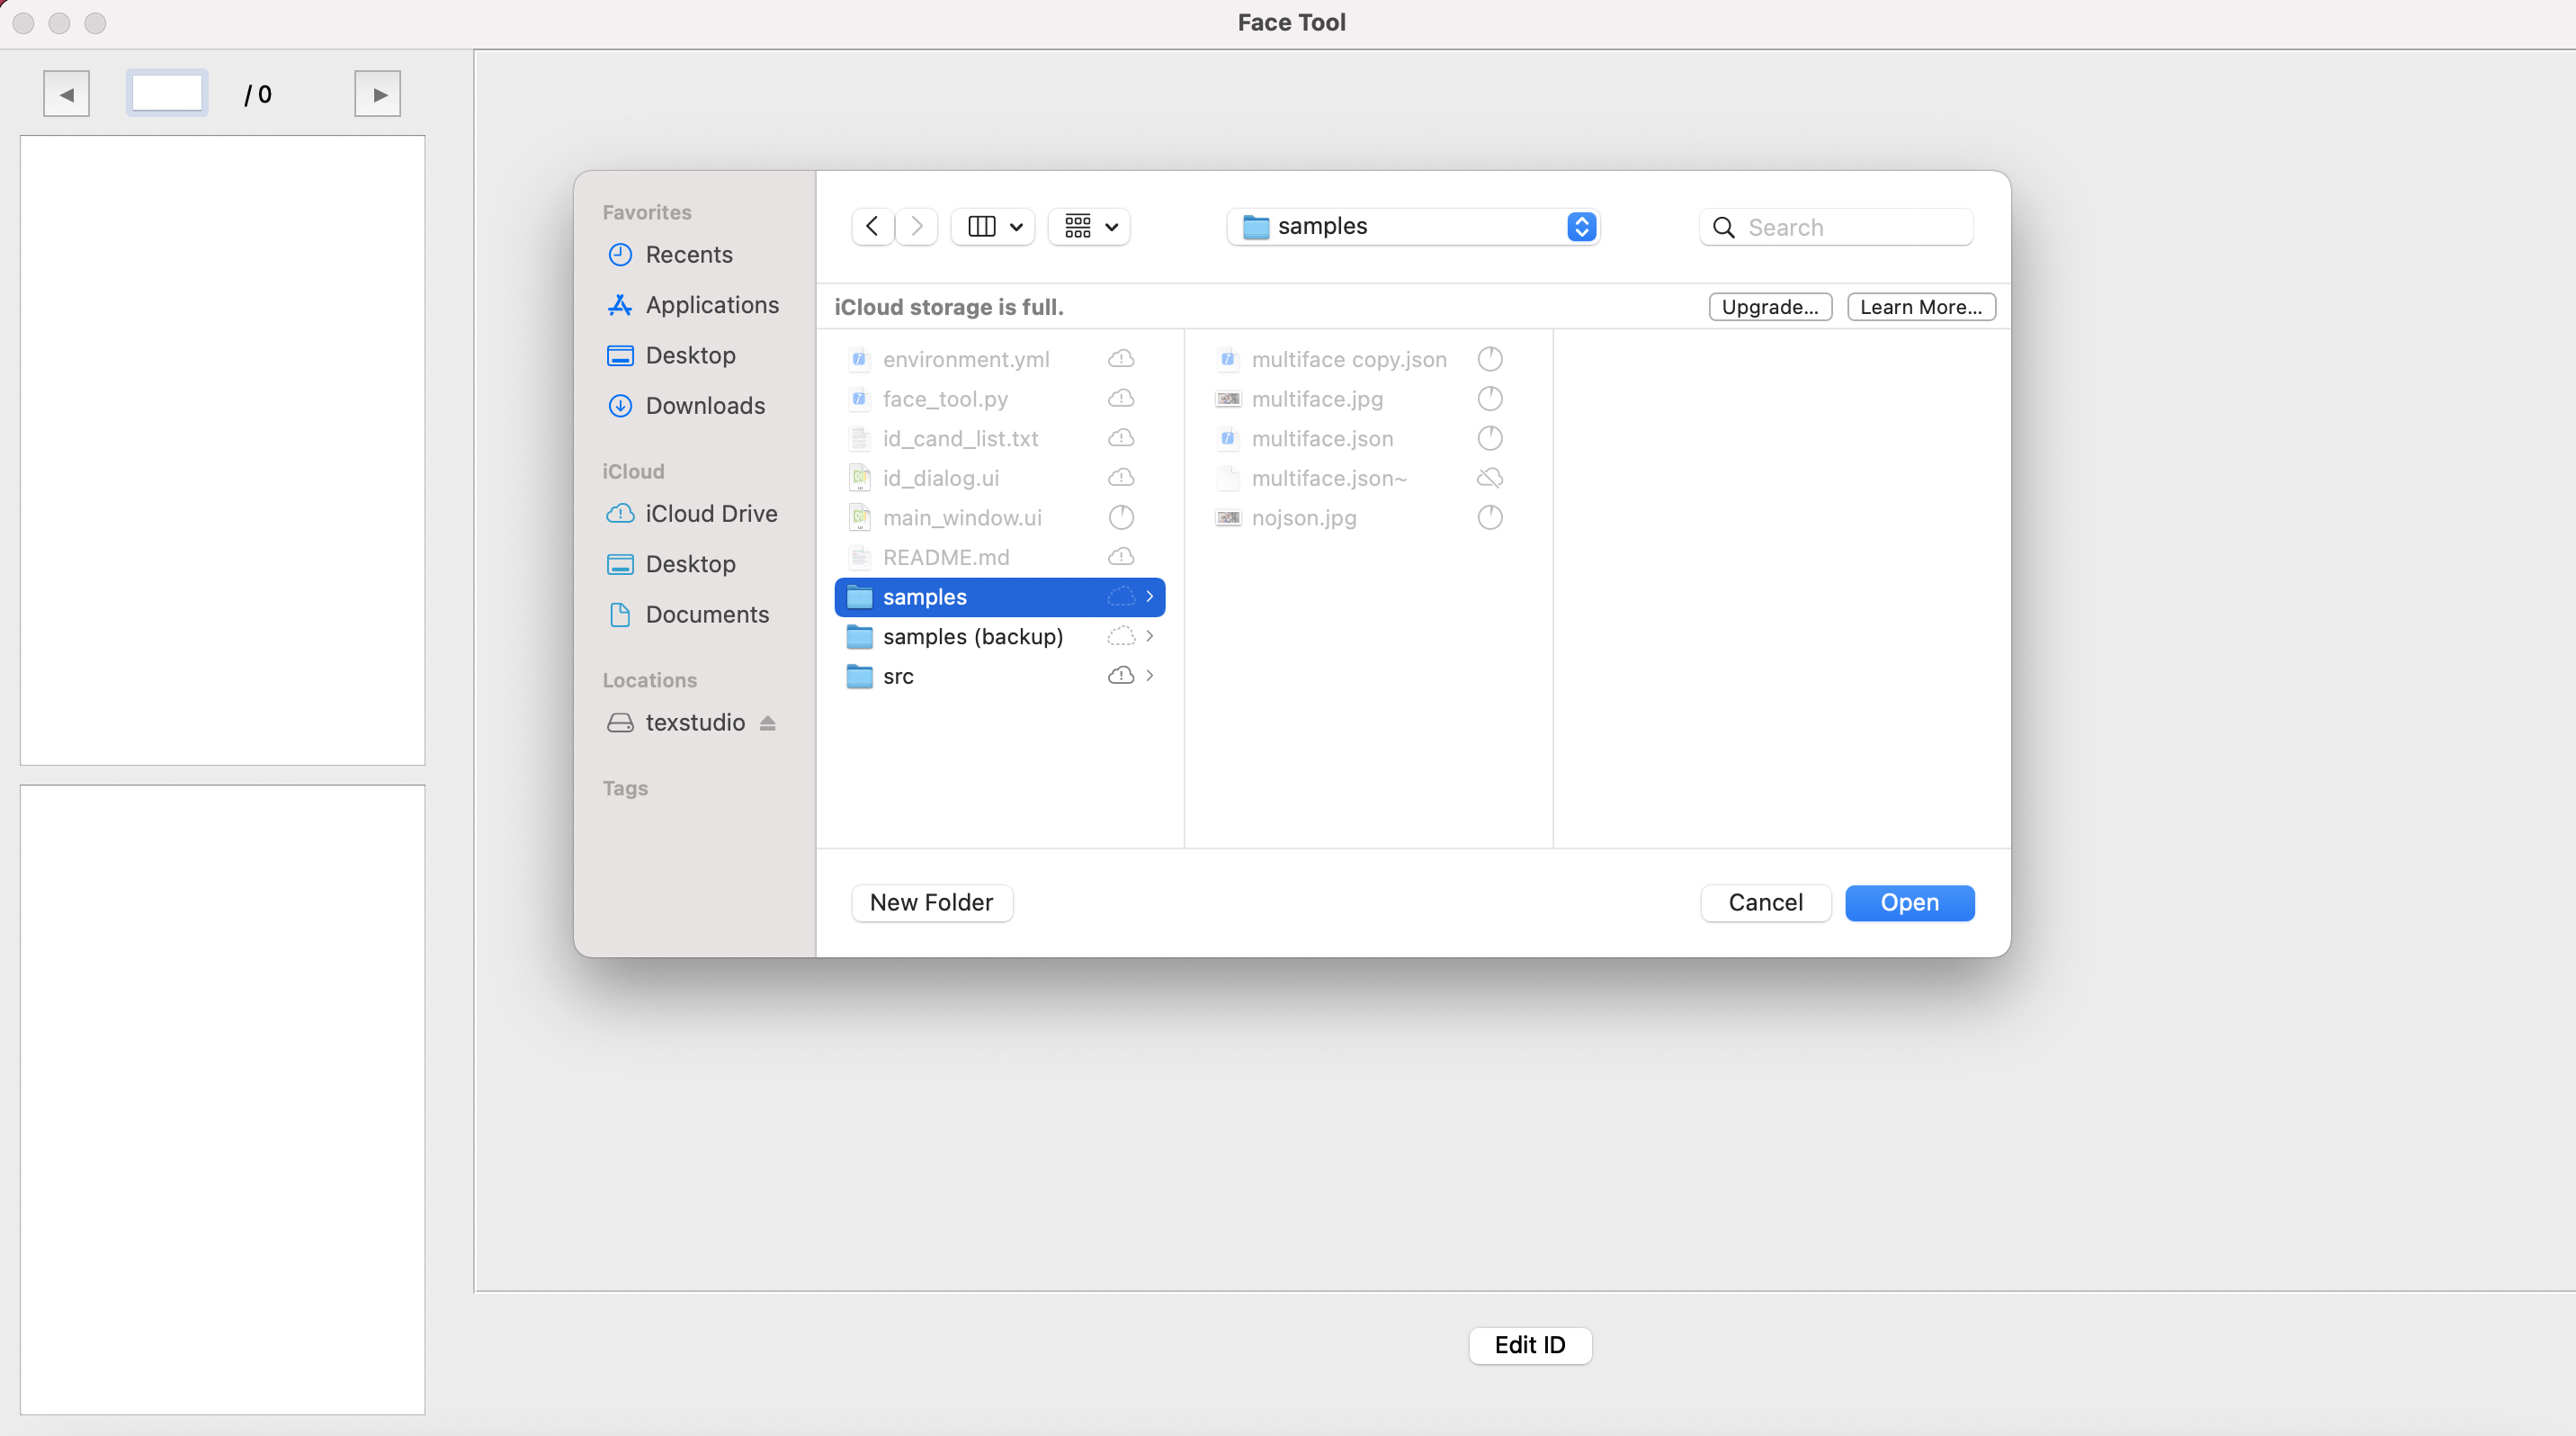 Face Tool
/ 0
Favorites
Recents
Applications
Desktop
Downloads
iCloud
iCloud Drive
Desktop
Documents
Locations
texstudio
Tags
samples
Search
iCloud storage is full.
Upgrade...
Learn More...
environment.yml
face_tool.py
id_cand_list.txt
id_dialog.ui
main_window.ui
README.md
samples
samples (backup)
src
multiface copy.json
multiface.jpg
multiface.json
multiface.json~
nojson.jpg
New Folder
Cancel
Open
Edit ID